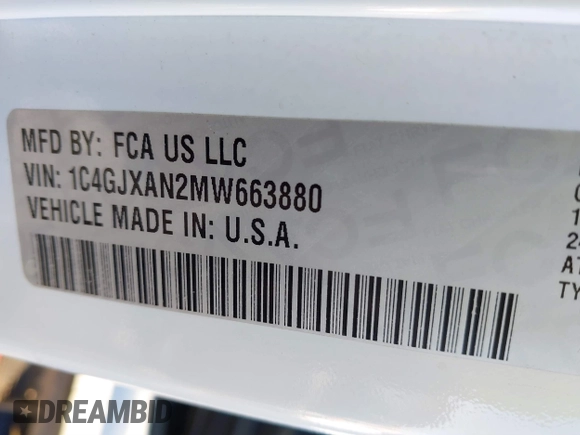 MFD BY: FCA US LLC
VIN: 1C4GJXAN2MW663880
VEHICLE MADE IN: U.S.A.
DREAMBID